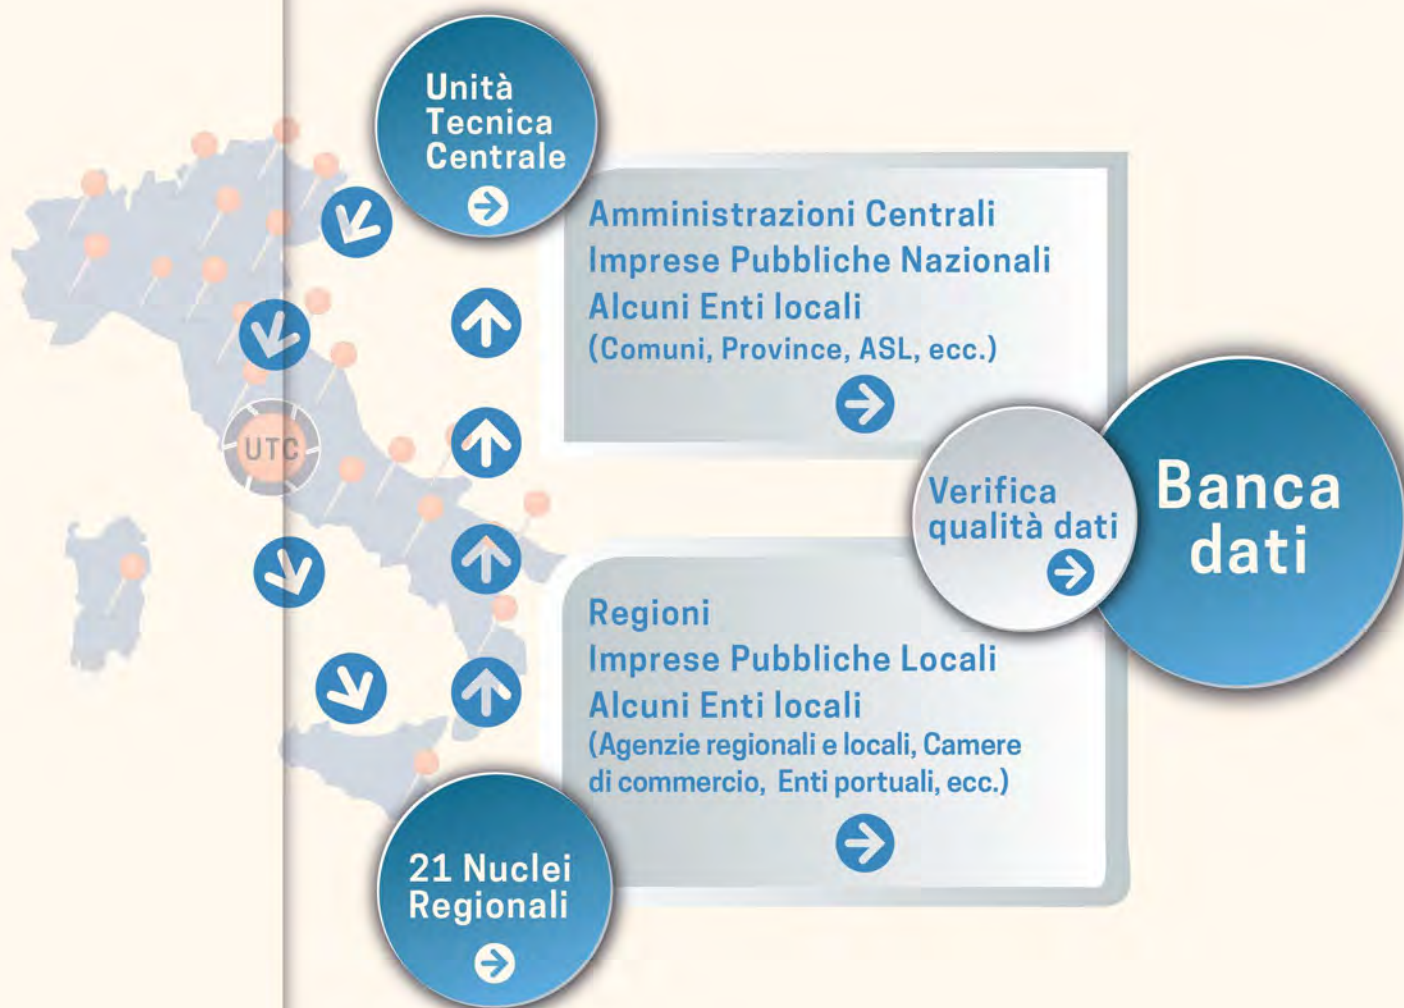 Unità
Tecnica
Centrale
Amministrazioni Centrali
Imprese Pubbliche Nazionali
Alcuni Enti locali
(Comuni, Province, ASL, ecc.)
UTC
Verifica
qualità dati
Banca
dati
Regioni
Imprese Pubbliche Locali
Alcuni Enti locali
(Agenzie regionali e locali, Camere
di commercio, Enti portuali, ecc.)
21 Nuclei
Regionali